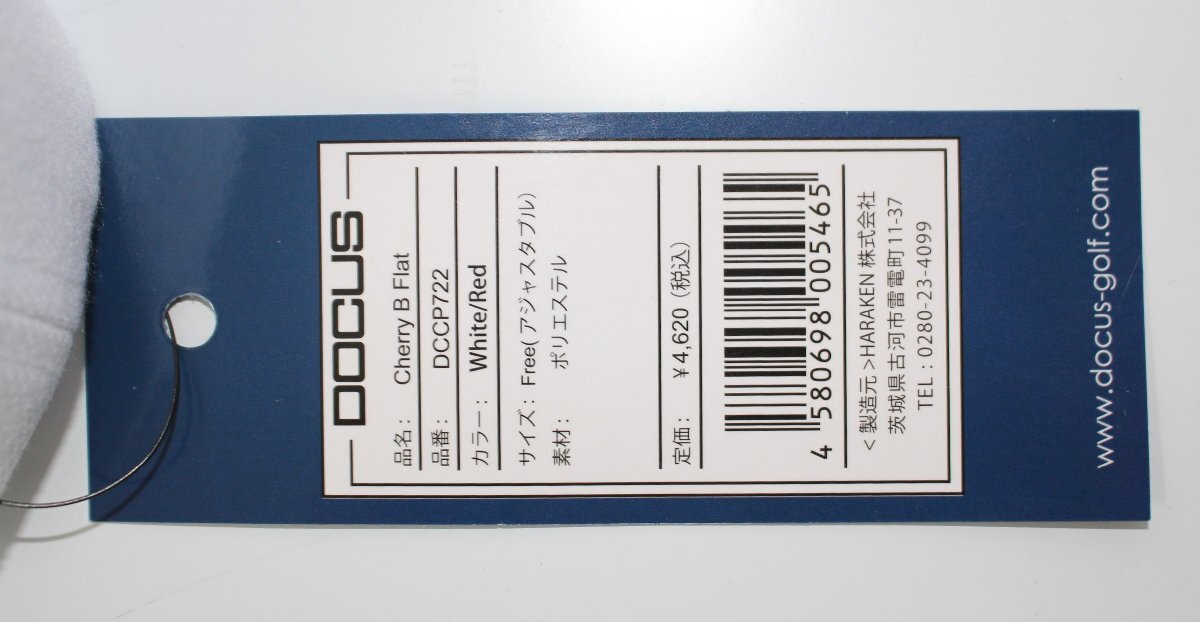 DOCUS
品名： Cherry B Flat
品番： DCCP722
カラー： White/Red
サイズ：Free(アジャスタブル)
素材： ポリエステル
定価： ¥4,620（税込）
4 580698 005465
<製造元>HARAKEN 株式会社
茨城県古河市雷電町11-37
TEL：0280-23-4099
www.docus-golf.com